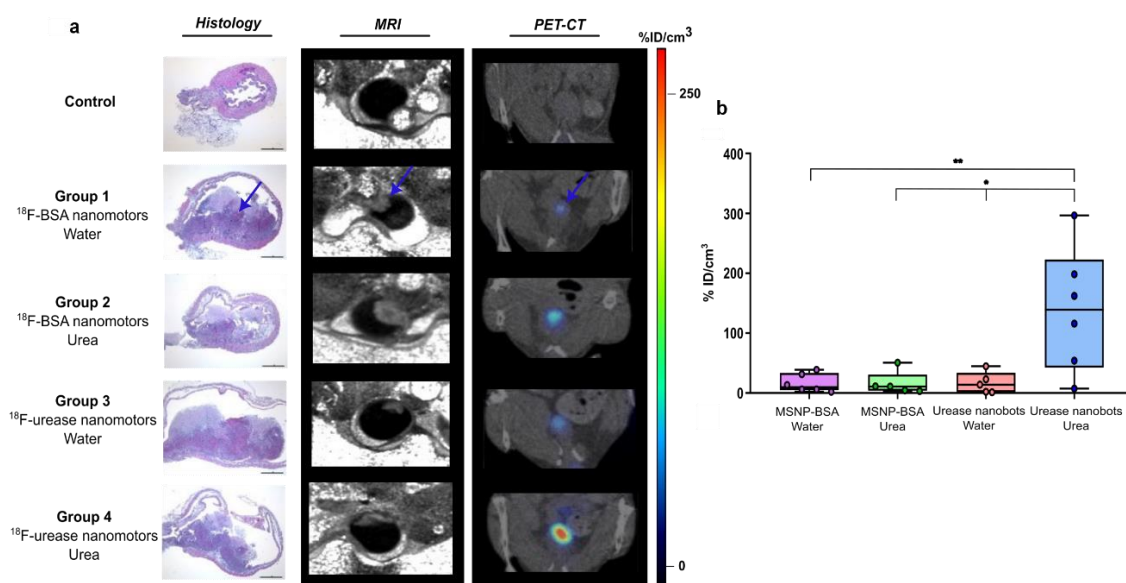 a
Histology
MRI
PET-CT
%ID/cm³
250
0
Control
Group 1
¹⁸F-BSA nanomotors
Water
Group 2
¹⁸F-BSA nanomotors
Urea
Group 3
¹⁸F-urease nanomotors
Water
Group 4
¹⁸F-urease nanomotors
Urea
b
**
*
% ID/cm³
400
300
200
100
0
MSNP-BSA MSNP-BSA Urease nanobots Urease nanobots
Water Urea Water Urea